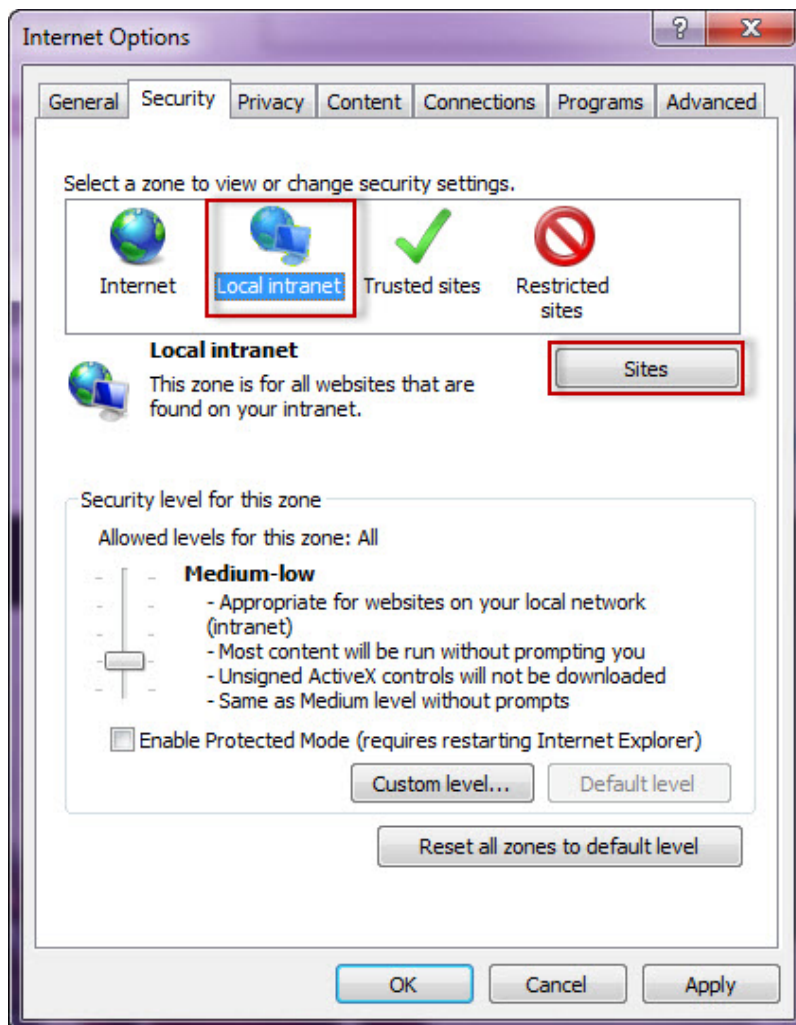 Internet Options
General Security Privacy Content Connections Programs Advanced
Select a zone to view or change security settings.
Internet Local intranet Trusted sites Restricted
sites
Local intranet
Sites
This zone is for all websites that are
found on your intranet.
Security level for this zone
Allowed levels for this zone: All
Medium-low
- Appropriate for websites on your local network
(intranet)
- Most content will be run without prompting you
- Unsigned ActiveX controls will not be downloaded
- Same as Medium level without prompts
Enable Protected Mode (requires restarting Internet Explorer)
Custom level... Default level
Reset all zones to default level
OK Cancel Apply